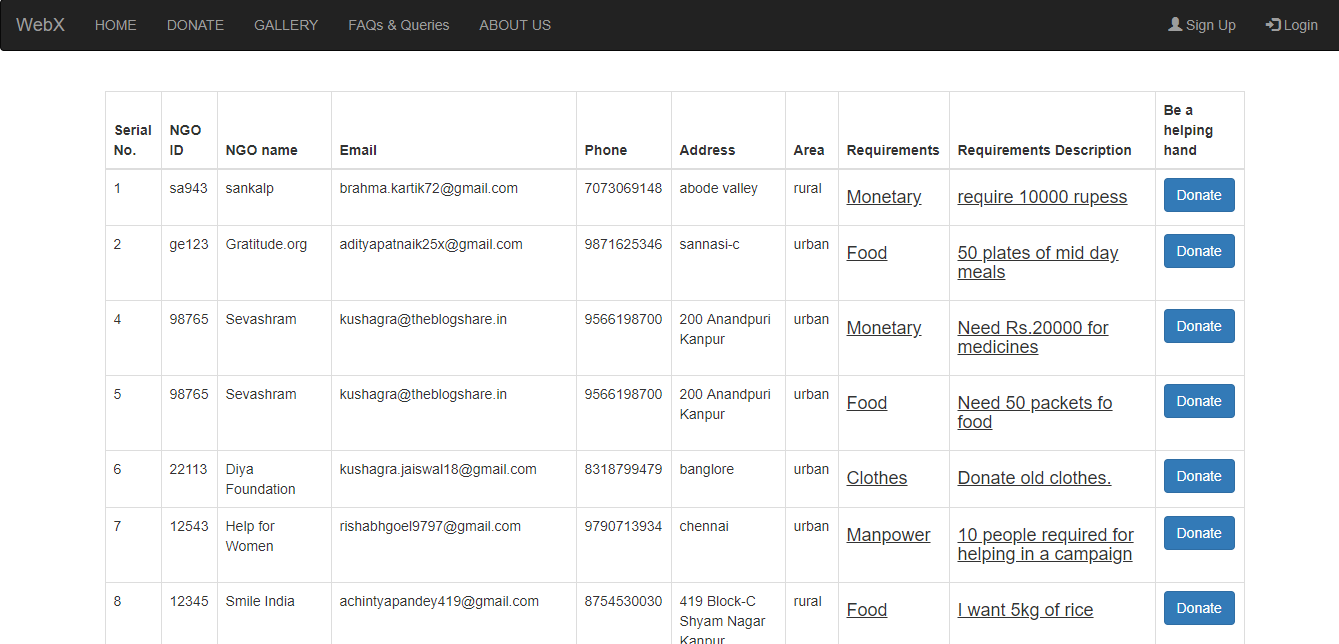 WebX HOME DONATE GALLERY FAQs & Queries ABOUT US Sign Up Login
Serial No. NGO ID NGO name Email Phone Address Area Requirements Requirements Description Be a helping hand
1 sa943 sankalp brahma.kartik72@gmail.com 7073069148 abode valley rural Monetary require 10000 rupess Donate
2 ge123 Gratitude.org adityapatnaik25x@gmail.com 9871625346 sannasi-c urban Food 50 plates of mid day meals Donate
4 98765 Sevashram kushagra@theblogshare.in 9566198700 200 Anandpuri Kanpur urban Monetary Need Rs.20000 for medicines Donate
5 98765 Sevashram kushagra@theblogshare.in 9566198700 200 Anandpuri Kanpur urban Food Need 50 packets fo food Donate
6 22113 Diya Foundation kushagra.jaiswal18@gmail.com 8318799479 banglore urban Clothes Donate old clothes. Donate
7 12543 Help for Women rishabhgoel9797@gmail.com 9790713934 chennai urban Manpower 10 people required for helping in a campaign Donate
8 12345 Smile India achintyapandey419@gmail.com 8754530030 419 Block-C Shyam Nagar Kanpur rural Food I want 5kg of rice Donate